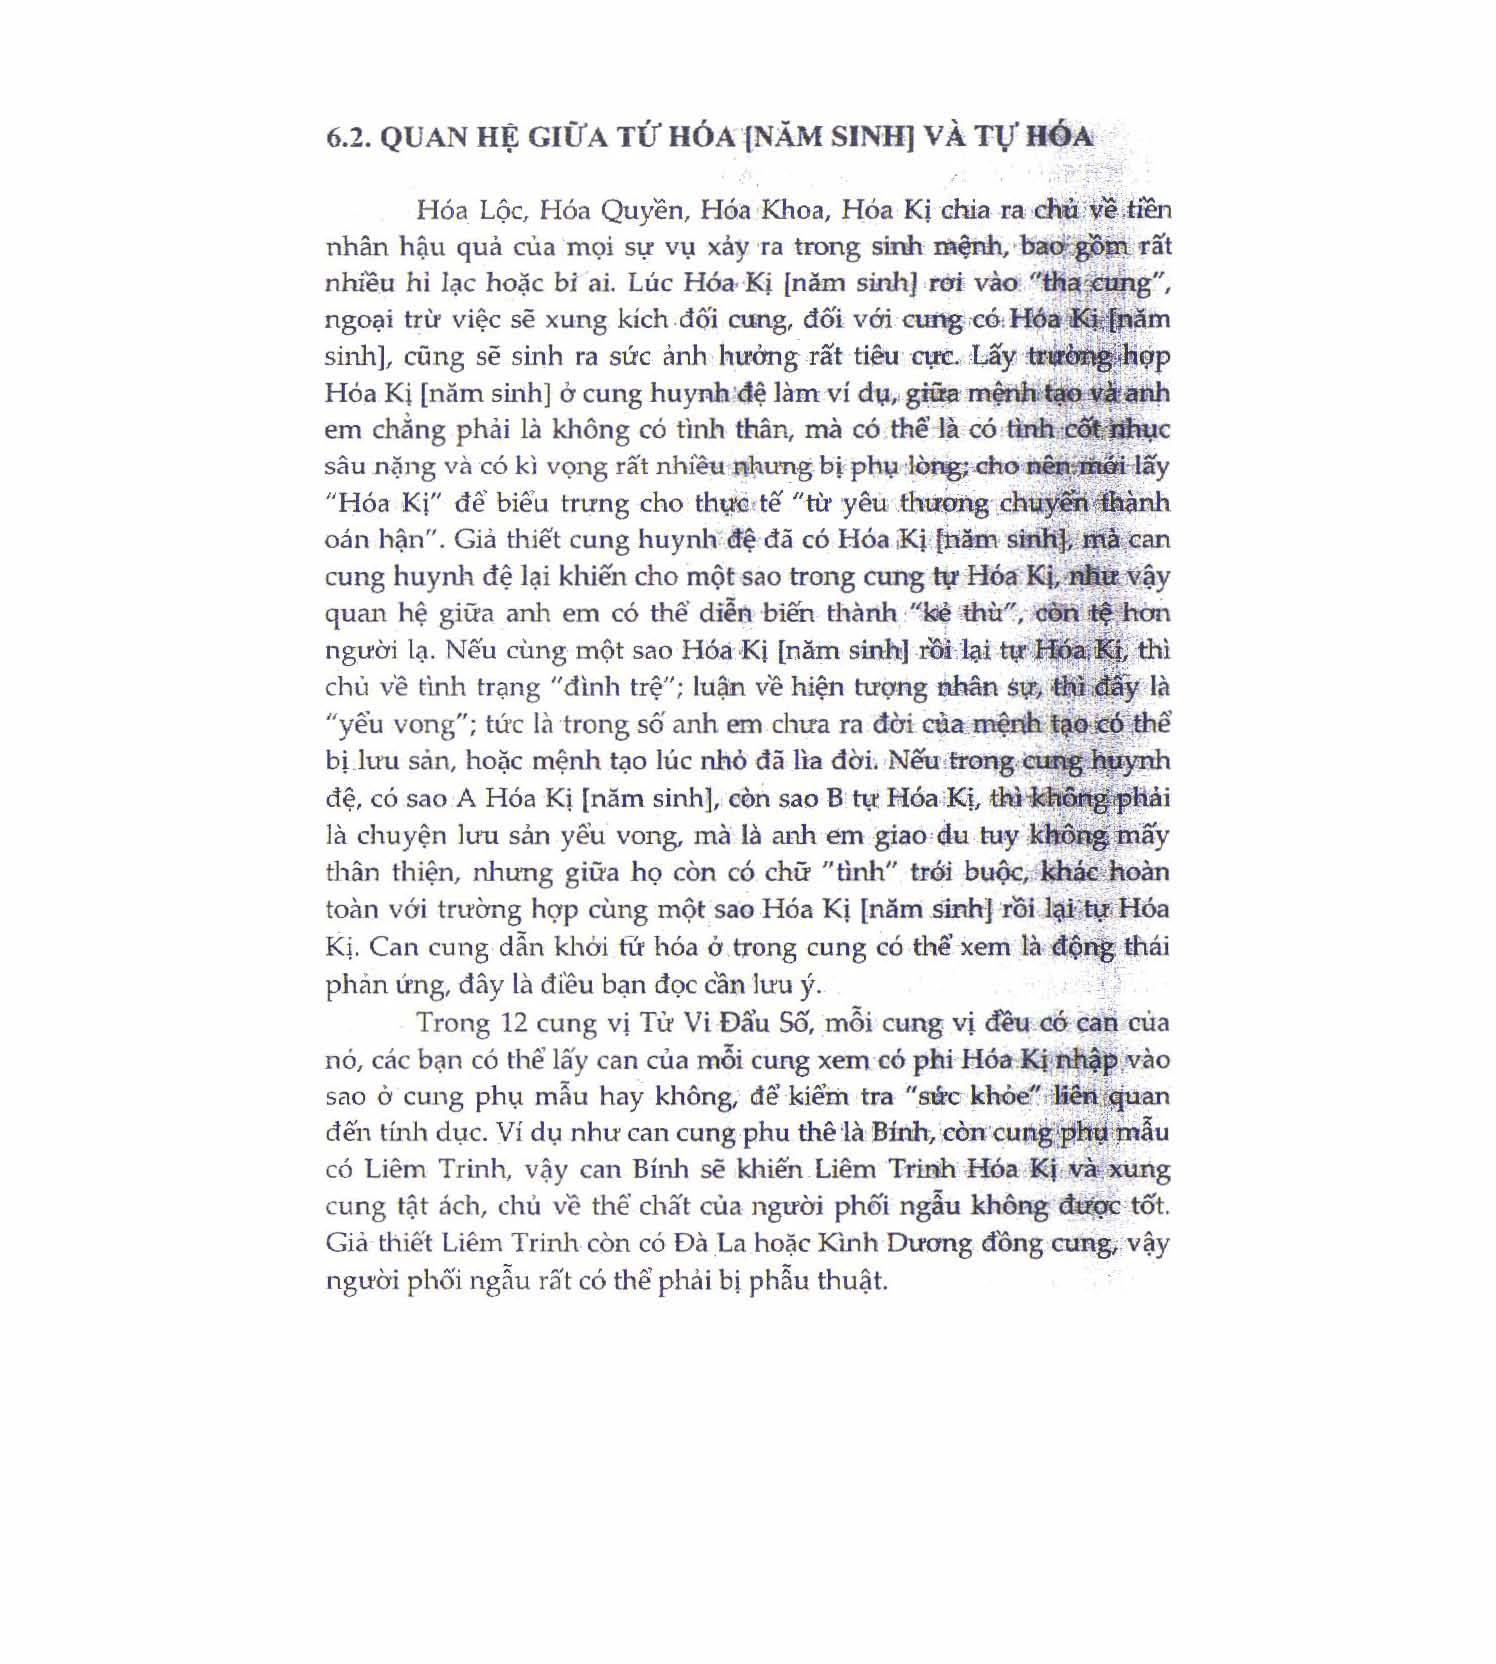 6.2. QUAN HỆ GIỮA TỨ HÓA [NĂM SINH] VÀ TỰ HÓA
Hóa Lộc, Hóa Quyền, Hóa Khoa, Hóa Kị chia ra chủ về tiền
nhân hậu quả của mọi sự vụ xảy ra trong sinh mệnh, bao gồm rất
nhiều hỉ lạc hoặc bi ai. Lúc Hóa Kị [năm sinh] rơi vào "tha cung",
ngoại trừ việc sẽ xung kích đối cung, đối với cung có Hóa Kị [năm
sinh], cũng sẽ sinh ra sức ảnh hưởng rất tiêu cực. Lấy trường hợp
Hóa Kị [năm sinh] ở cung huynh đệ làm ví dụ, giữa mệnh tạo và anh
em chẳng phải là không có tình thân, mà có thể là có tình cốt nhục
sâu nặng và có kì vọng rất nhiều nhưng bị phụ lòng; cho nên mới lấy
"Hóa Kị" để biểu trưng cho thực tế "từ yêu thương chuyển thành
oán hận". Giả thiết cung huynh đệ đã có Hóa Kị [năm sinh], mà can
cung huynh đệ lại khiến cho một sao trong cung tự Hóa Kị, như vậy
quan hệ giữa anh em có thể diễn biến thành "kẻ thù", còn tệ hơn
người lạ. Nếu cùng một sao Hóa Kị [năm sinh] rồi lại tự Hóa Kị, thì
chủ về tình trạng "đình trệ"; luận về hiện tượng nhân sự, thì đấy là
"yểu vong"; tức là trong số anh em chưa ra đời của mệnh tạo có thể
bị lưu sản, hoặc mệnh tạo lúc nhỏ đã lìa đời. Nếu trong cung huynh
đệ, có sao A Hóa Kị [năm sinh], còn sao B tự Hóa Kị, thì không phải
là chuyện lưu sản yểu vong, mà là anh em giao du tuy không mấy
thân thiện, nhưng giữa họ còn có chữ "tình" trói buộc, khác hoàn
toàn với trường hợp cùng một sao Hóa Kị [năm sinh] rồi lại tự Hóa
Kị. Can cung dẫn khởi tứ hóa ở trong cung có thể xem là động thái
phản ứng, đây là điều bạn đọc cần lưu ý.
Trong 12 cung vị Tử Vi Đẩu Số, mỗi cung vị đều có can của
nó, các bạn có thể lấy can của mỗi cung xem có phi Hóa Kị nhập vào
sao ở cung phụ mẫu hay không, để kiểm tra "sức khỏe" liên quan
đến tính dục. Ví dụ như can cung phu thê là Bính, còn cung phụ mẫu
có Liêm Trinh, vậy can Bính sẽ khiến Liêm Trinh Hóa Kị và xung
cung tật ách, chủ về thể chất của người phối ngẫu không được tốt.
Giả thiết Liêm Trinh còn có Đà La hoặc Kình Dương đồng cung, vậy
người phối ngẫu rất có thể phải bị phẫu thuật.